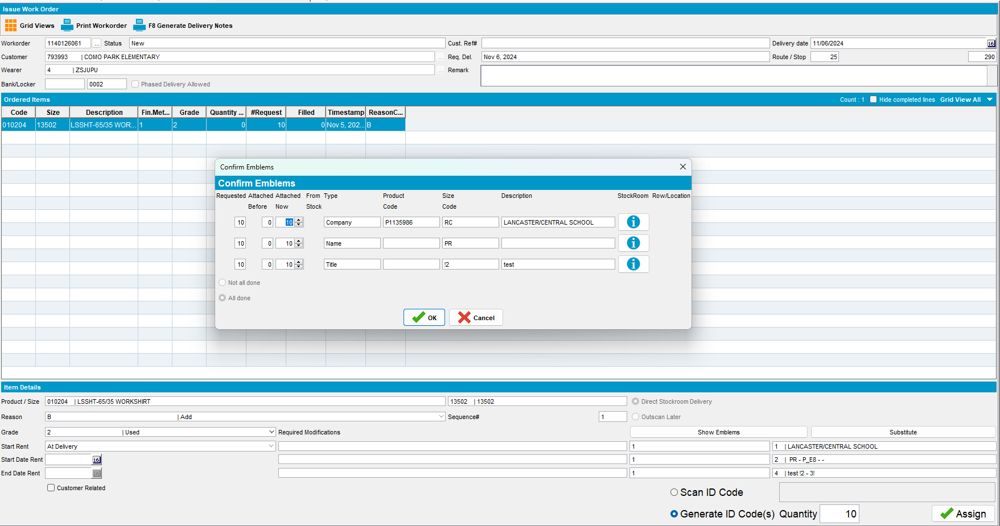 Issue Work Order
Grid Views Print Workorder F8 Generate Delivery Notes
Workorder 1140126061 ... Status New Cust. Ref# Delivery date 11/06/2024 16
Customer 793993 | COMO PARK ELEMENTARY ... Req. Del. Nov 6, 2024 Route / Stop 25 290
Wearer 4 | ZSJUPU ... Remark
Bank/Locker 0002 Phased Delivery Allowed
Ordered Items Count : 1 Hide completed lines Grid View All
Code Size Description Fin.Met... Grade Quantity ... #Request Filled Timestamp ReasonC...
010204 13502 LSSHT-65/35 WOR... 1 2 0 10 0 Nov 5, 202... B
Confirm Emblems
Confirm Emblems
Requested Attached Attached From Type Product Size Description StockRoom Row/Location
Before Now Stock Code Code
10 0 10 Company P1135986 RC LANCASTER/CENTRAL SCHOOL
10 0 10 Name PR
10 0 10 Title !2 test
Not all done
All done
OK Cancel
Item Details
Product / Size 010204 | LSSHT-65/35 WORKSHIRT 13502 | 13502 Direct Stockroom Delivery
Reason B | Add Sequence# 1 Outscan Later
Grade 2 | Used Required Modifications Show Emblems Substitute
Start Rent At Delivery 1 1 | LANCASTER/CENTRAL SCHOOL
Start Date Rent 16 1 2 | PR - P_E8 - -
End Date Rent 16 1 4 | test !2 - 3!
Customer Related
Scan ID Code
Generate ID Code(s) Quantity 10 Assign